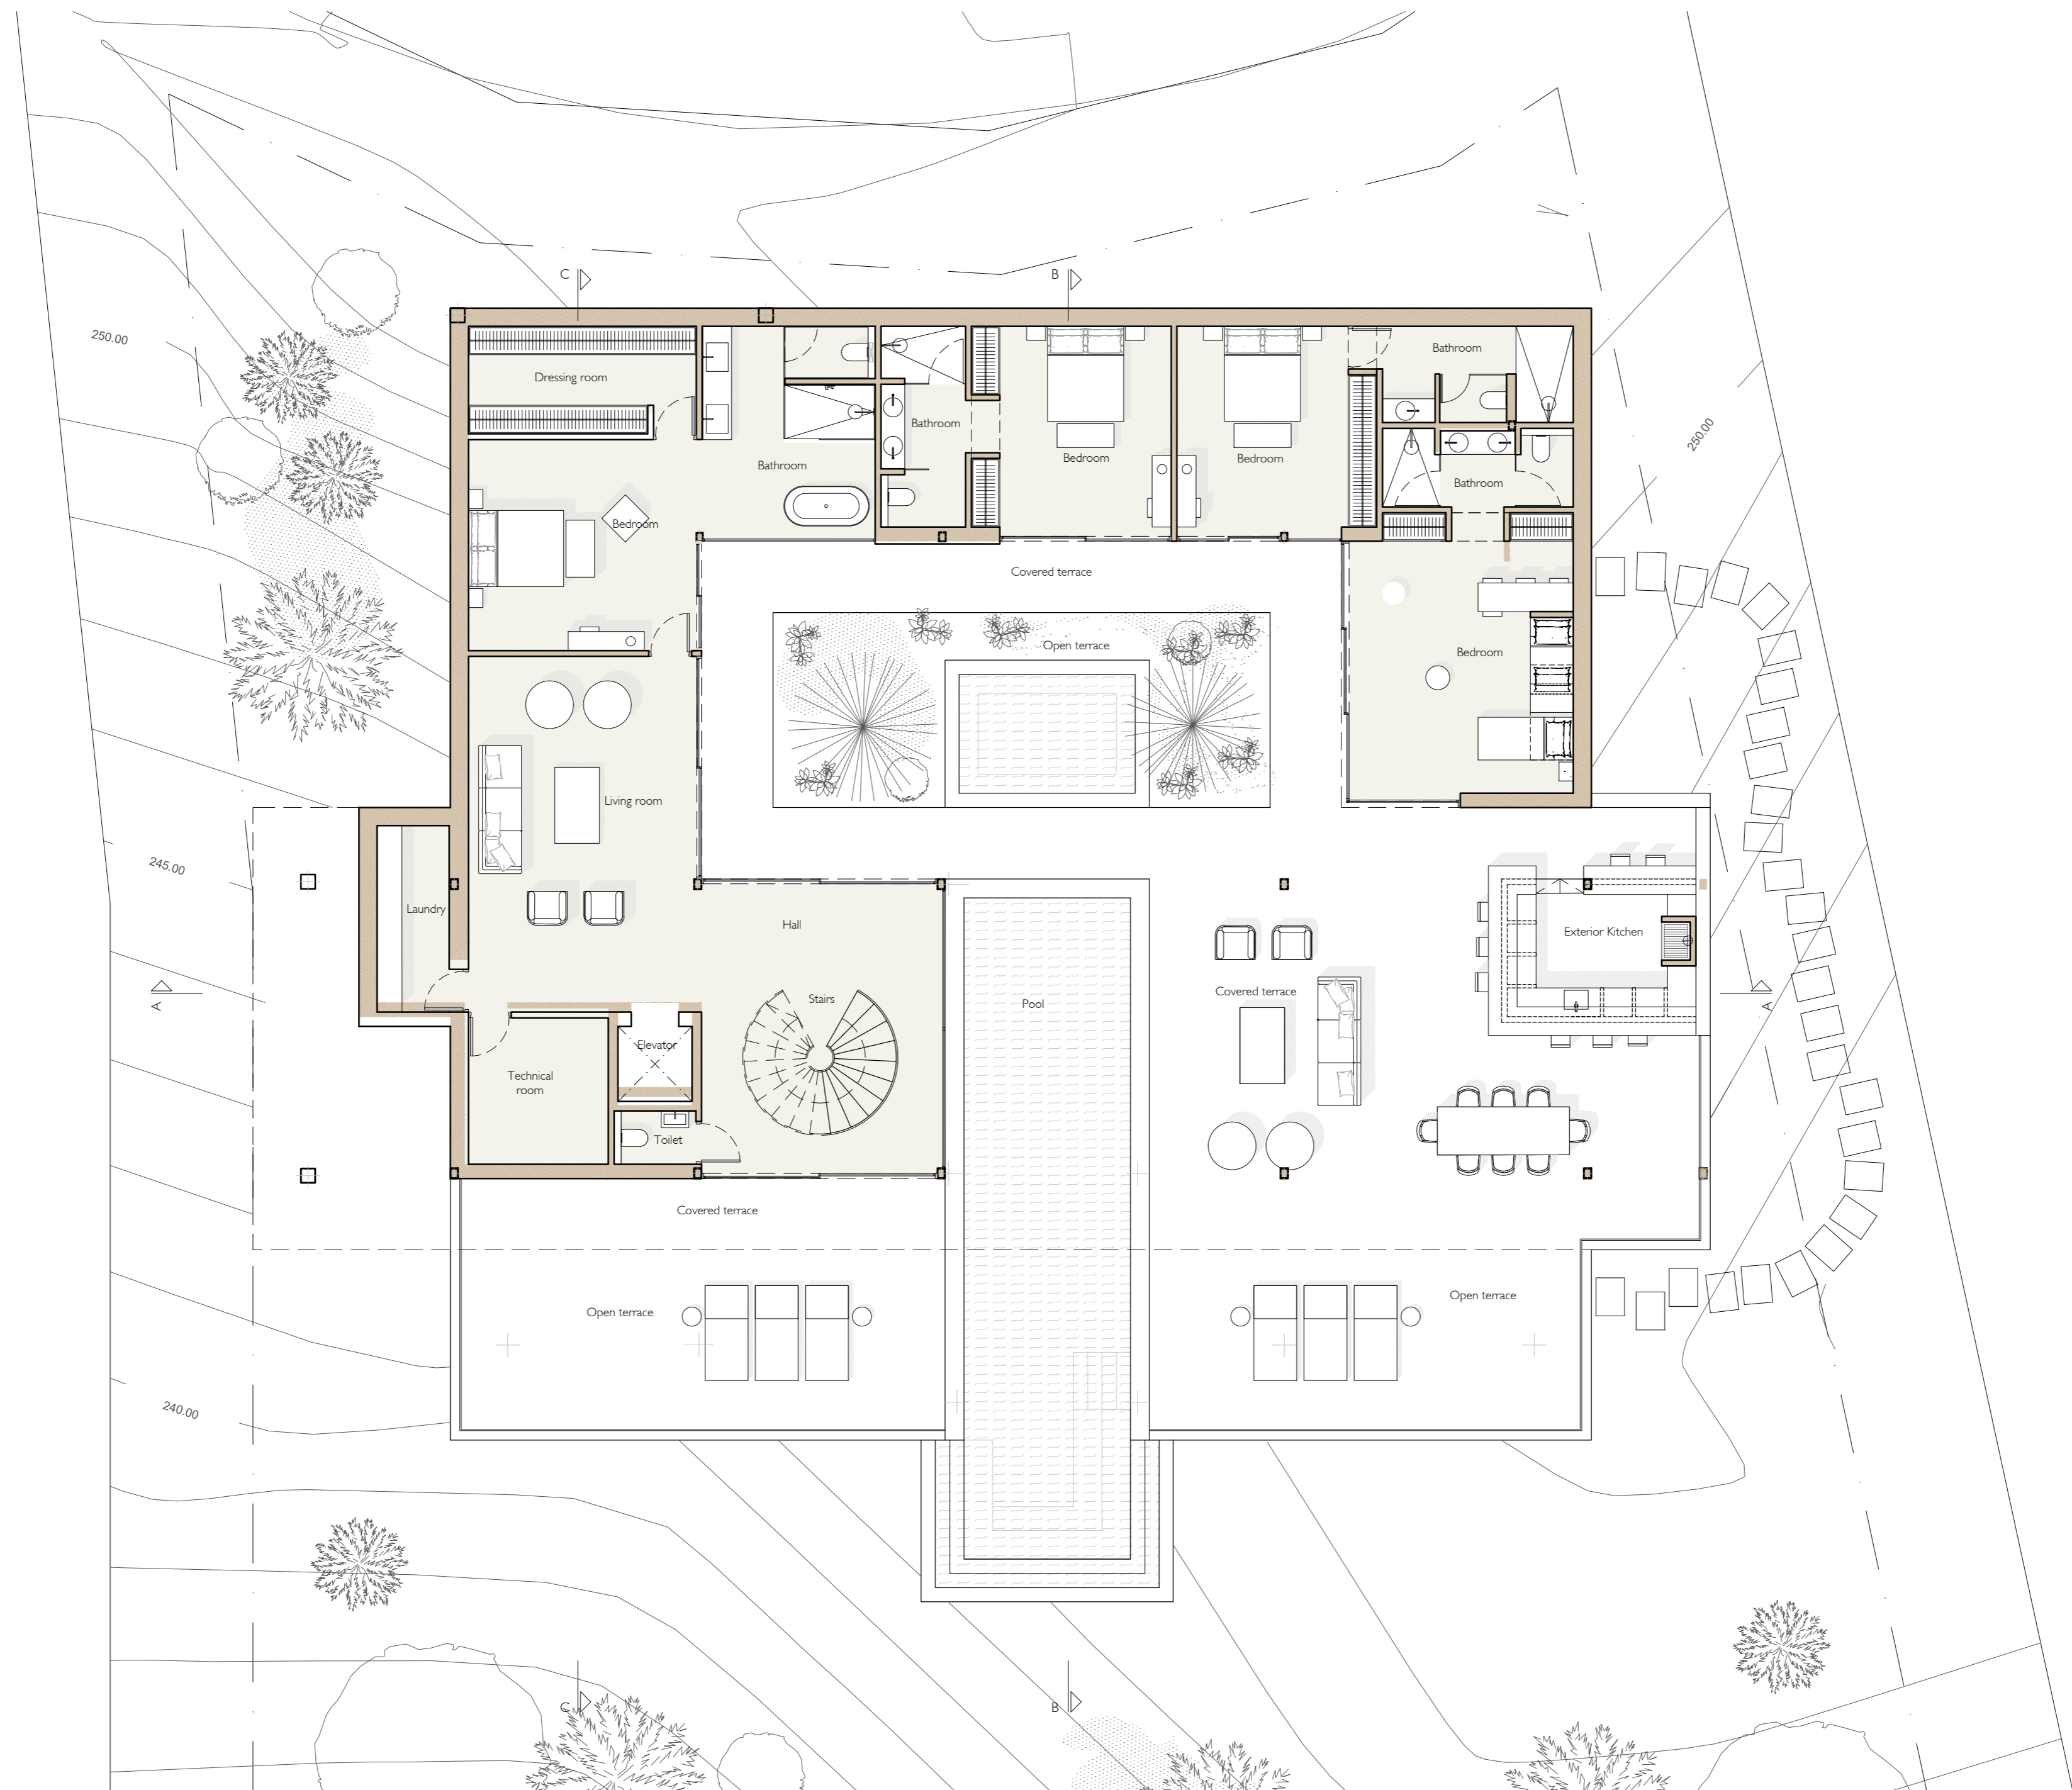 C
B
250.00
Dressing room
Bathroom
Bathroom
Bathroom
250.00
Bedroom
Bedroom
Bathroom
Bedroom
Covered terrace
Open terrace
Bedroom
Living room
245.00
Laundry
Hall
Exterior Kitchen
A
Stairs
Pool
Covered terrace
A
Elevator
Technical
room
Toilet
Covered terrace
Open terrace
Open terrace
240.00
C
B